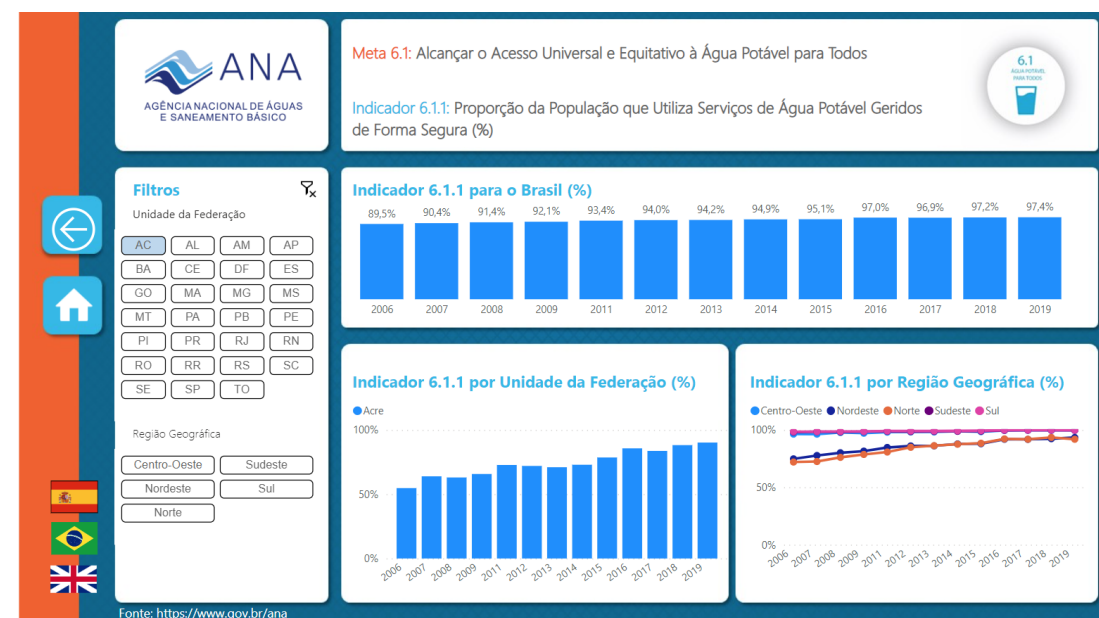 ANA
AGÊNCIA NACIONAL DE ÁGUAS
E SANEAMENTO BÁSICO
Meta 6.1: Alcançar o Acesso Universal e Equitativo à Água Potável para Todos
Indicador 6.1.1: Proporção da População que Utiliza Serviços de Água Potável Geridos
de Forma Segura (%)
6.1
ÁGUA POTÁVEL
PARA TODOS
Filtros
Unidade da Federação
AC AL AM AP
BA CE DF ES
GO MA MG MS
MT PA PB PE
PI PR RJ RN
RO RR RS SC
SE SP TO
Região Geográfica
Centro-Oeste Sudeste
Nordeste Sul
Norte
Indicador 6.1.1 para o Brasil (%)
89,5% 90,4% 91,4% 92,1% 93,4% 94,0% 94,2% 94,9% 95,1% 97,0% 96,9% 97,2% 97,4%
2006 2007 2008 2009 2011 2012 2013 2014 2015 2016 2017 2018 2019
Indicador 6.1.1 por Unidade da Federação (%)
Acre
100%
50%
0%
2006 2007 2008 2009 2011 2012 2013 2014 2015 2016 2017 2018 2019
Indicador 6.1.1 por Região Geográfica (%)
Centro-Oeste Nordeste Norte Sudeste Sul
100%
50%
0%
2006 2007 2008 2009 2011 2012 2013 2014 2015 2016 2017 2018 2019
Fonte: https://www.gov.br/ana